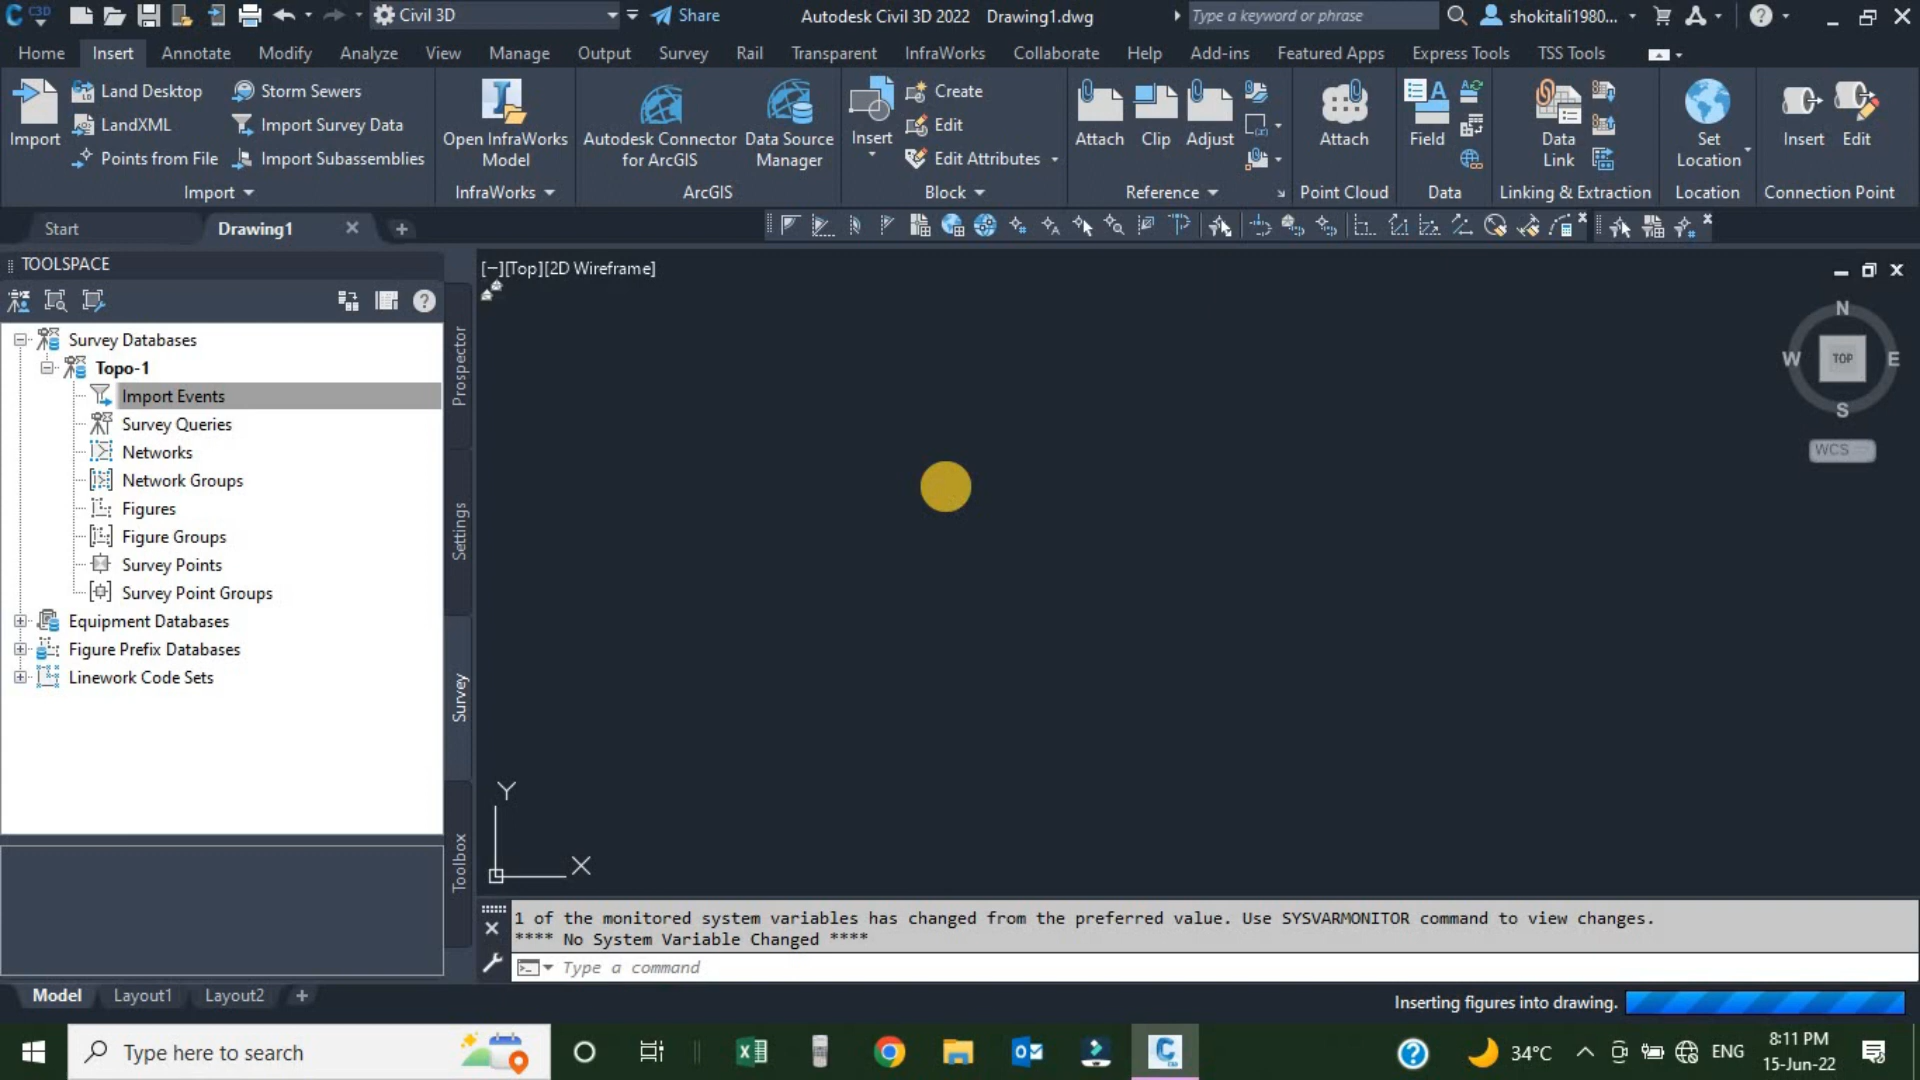 C3D Civil 3D Share Autodesk Civil 3D 2022 Drawing1.dwg Type a keyword or phrase shokitali1980...
Home Insert Annotate Modify Analyze View Manage Output Survey Rail Transparent InfraWorks Collaborate Help Add-ins Featured Apps Express Tools TSS Tools
Import
Land Desktop
LandXML
Points from File
Storm Sewers
Import Survey Data
Import Subassemblies
Import
Open InfraWorks
Model
InfraWorks
Autodesk Connector
for ArcGIS
Data Source
Manager
ArcGIS
Insert
Create
Edit
Edit Attributes
Block
Attach
Clip
Adjust
Reference
Attach
Point Cloud
Field
Data
Data
Link
Linking & Extraction
Set
Location
Location
Insert
Edit
Connection Point
Start Drawing1
TOOLSPACE
Survey Databases
Topo-1
Import Events
Survey Queries
Networks
Network Groups
Figures
Figure Groups
Survey Points
Survey Point Groups
Equipment Databases
Figure Prefix Databases
Linework Code Sets
Prospector
Settings
Survey
Toolbox
[−][Top][2D Wireframe]
N
W TOP E
S
WCS
Y
X
1 of the monitored system variables has changed from the preferred value. Use SYSVARMONITOR command to view changes.
**** No System Variable Changed ****
Type a command
Model Layout1 Layout2
Inserting figures into drawing.
Type here to search
34°C
ENG
8:11 PM
15-Jun-22